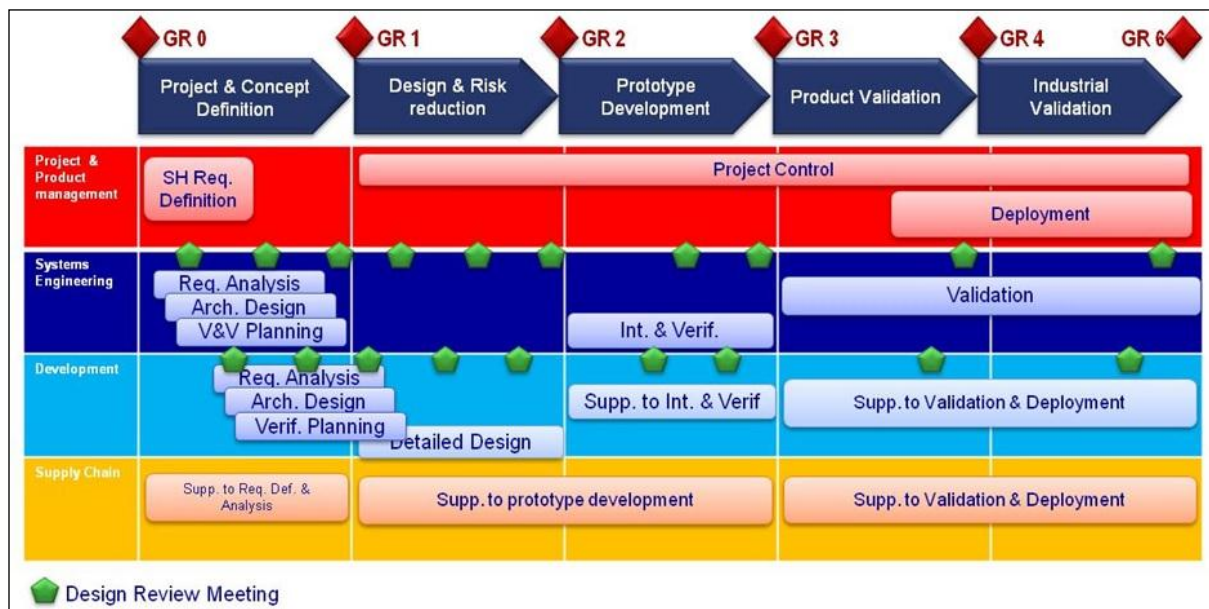 GR 0
GR 1
GR 2
GR 3
GR 4
GR 6
Project & Concept
Definition
Design & Risk
reduction
Prototype
Development
Product Validation
Industrial
Validation
Project &
Product
management
SH Req.
Definition
Project Control
Deployment
Systems
Engineering
Req. Analysis
Arch. Design
V&V Planning
Int. & Verif.
Validation
Development
Req. Analysis
Arch. Design
Verif. Planning
Detailed Design
Supp. to Int. & Verif
Supp. to Validation & Deployment
Supply Chain
Supp. to Req. Def. &
Analysis
Supp. to prototype development
Supp. to Validation & Deployment
Design Review Meeting